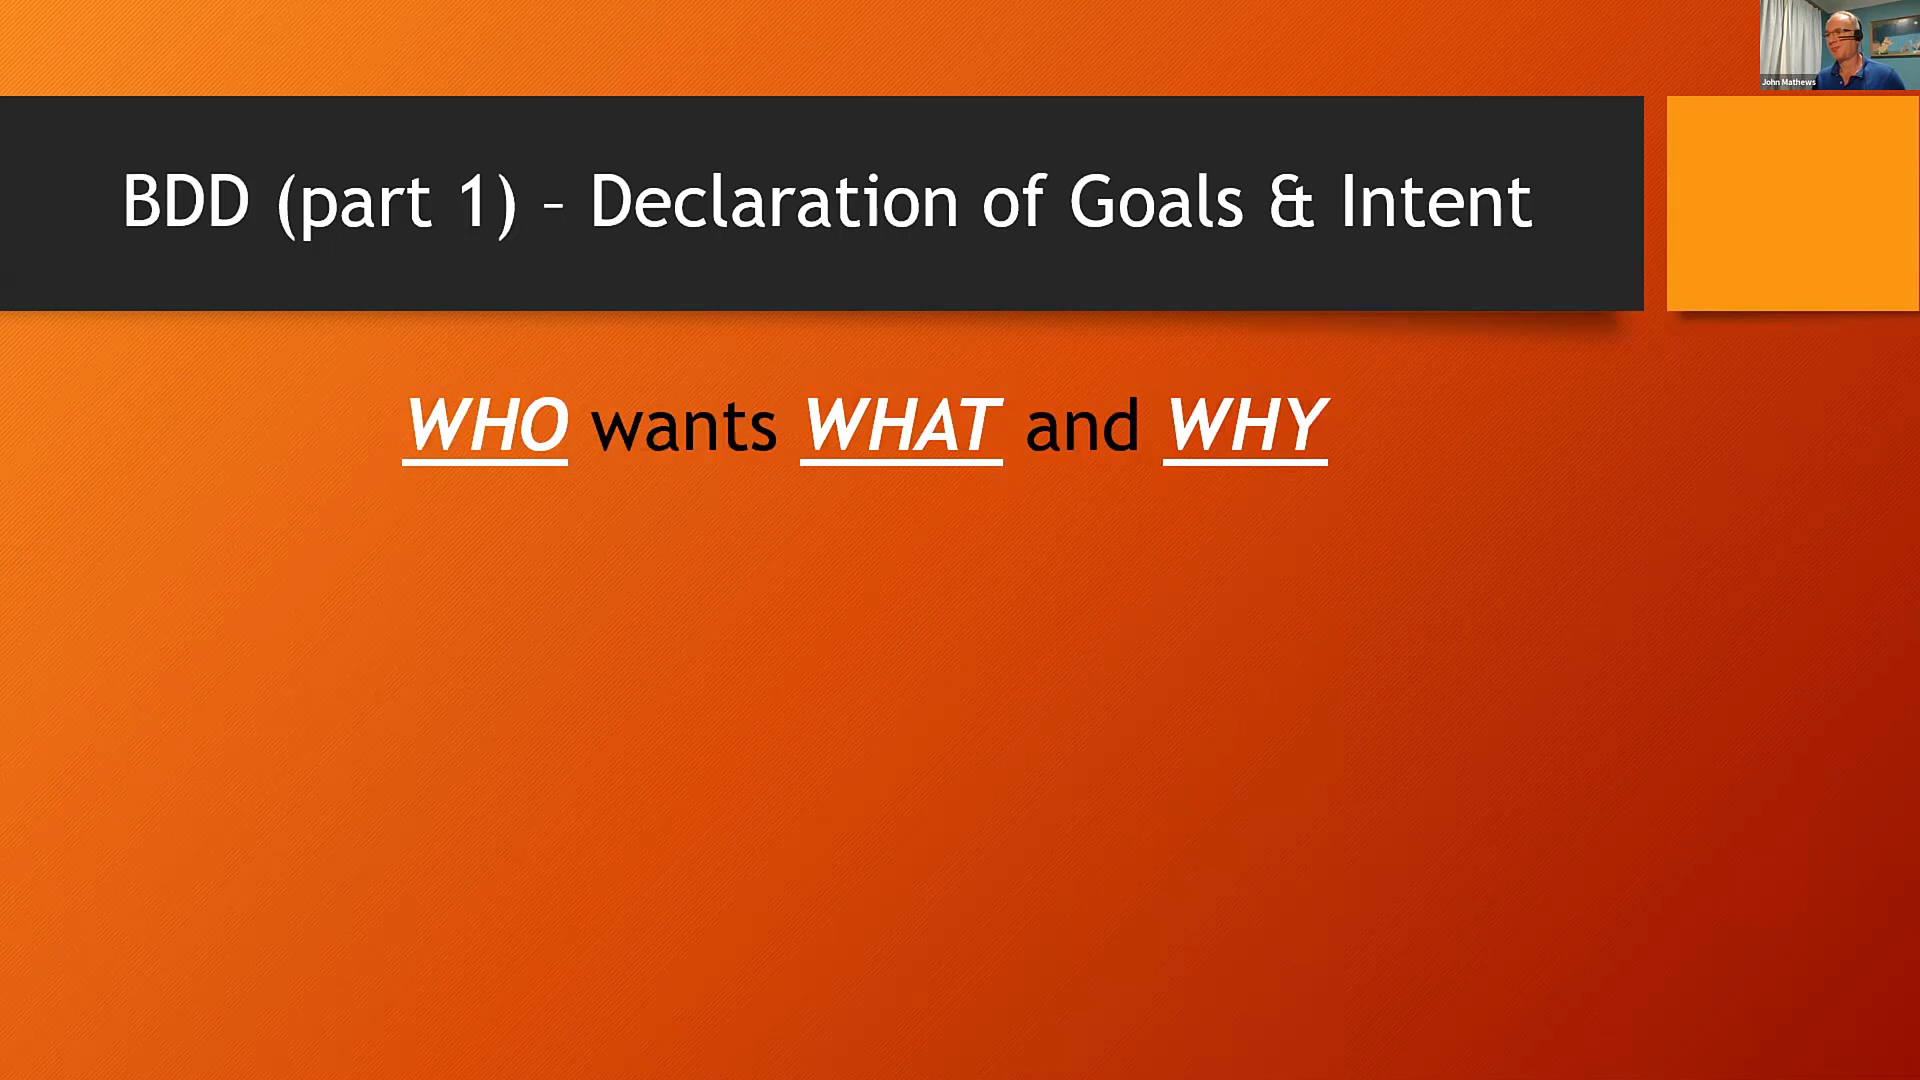 John Mathews
BDD (part 1) – Declaration of Goals & Intent
WHO wants WHAT and WHY